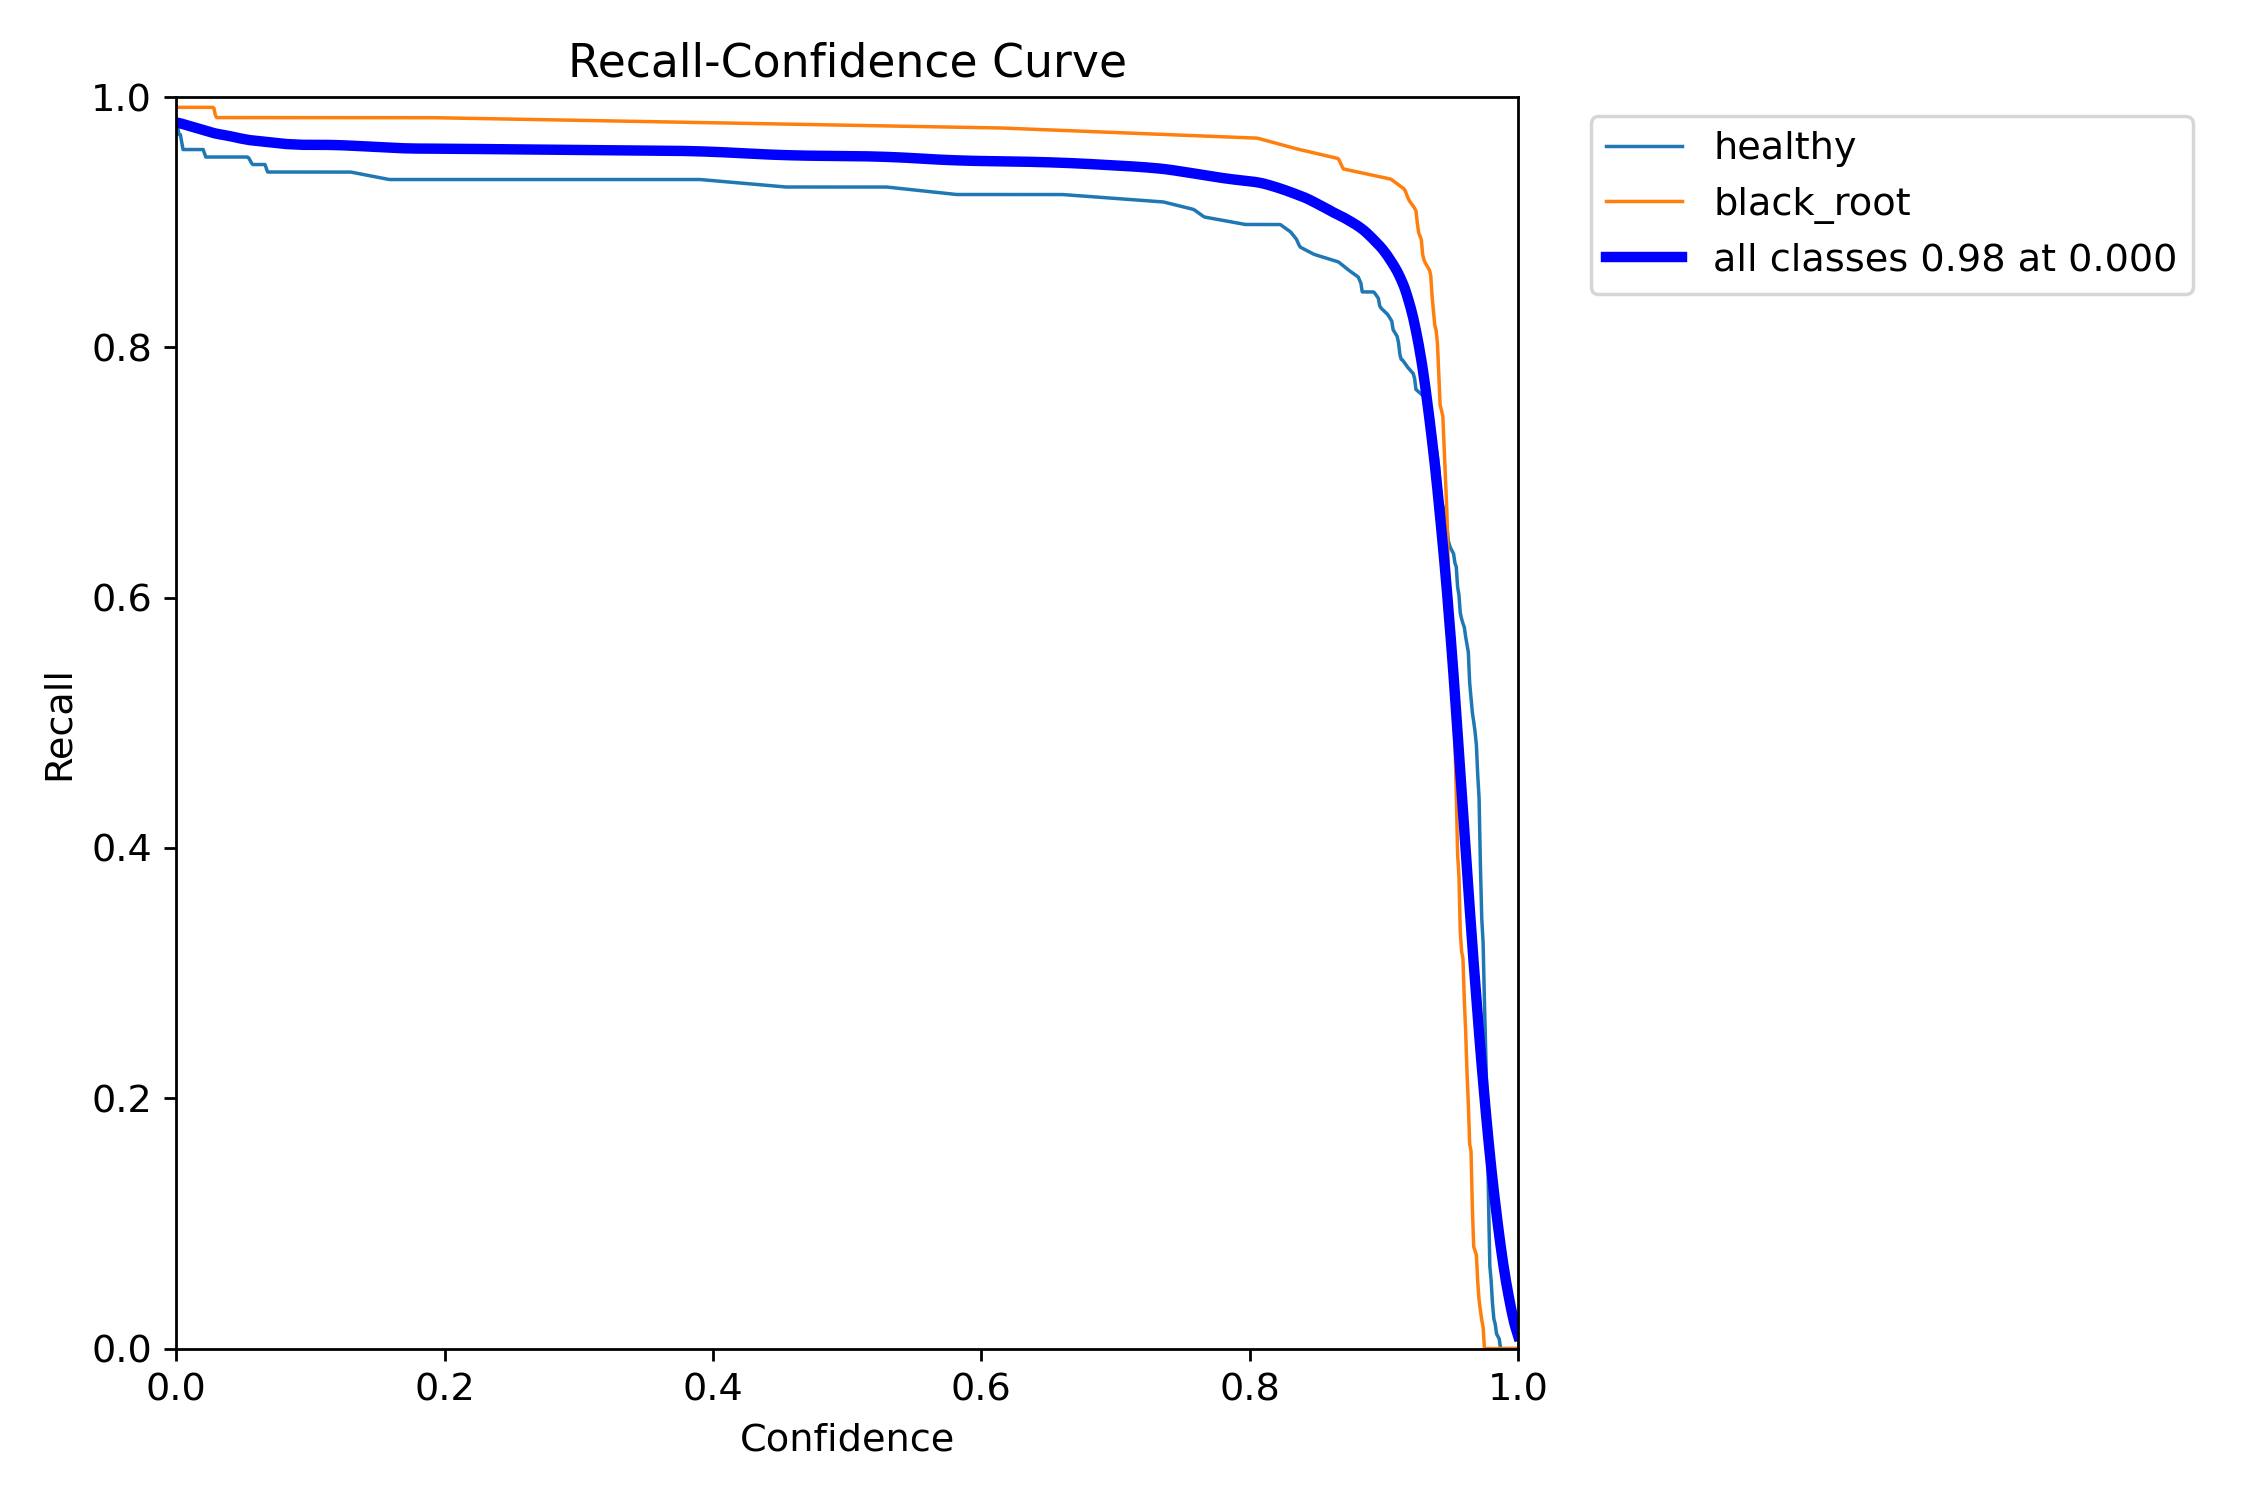 Recall-Confidence Curve
1.0
0.8
0.6
0.4
0.2
0.0
Recall
0.0 0.2 0.4 0.6 0.8 1.0
Confidence
healthy
black_root
all classes 0.98 at 0.000